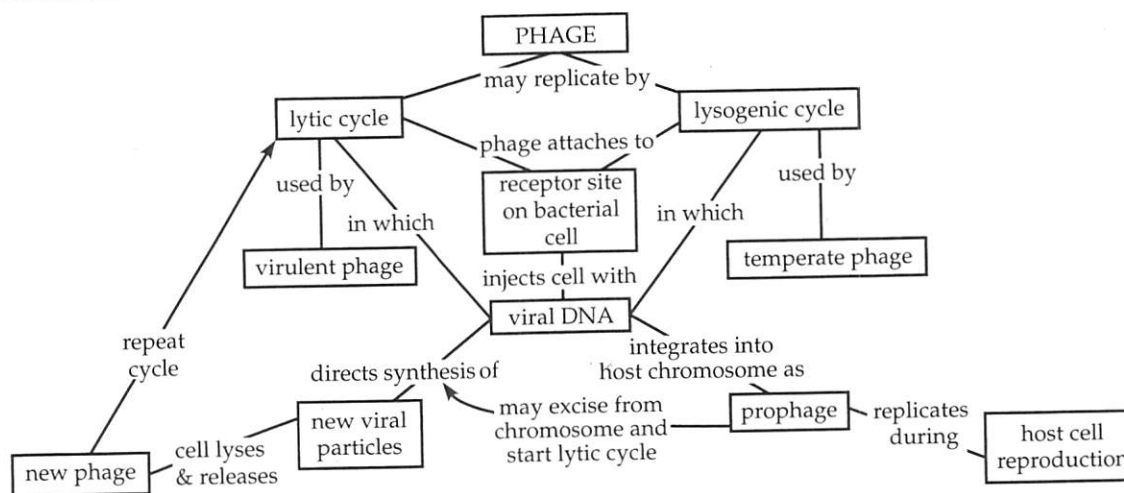 PHAGE
may replicate by
lytic cycle
lysogenic cycle
phage attaches to
used by
used by
receptor site
on bacterial
cell
in which
in which
virulent phage
temperate phage
injects cell with
viral DNA
repeat
cycle
integrates into
host chromosome as
directs synthesis of
new viral
particles
may excise from
chromosome and
start lytic cycle
prophage
replicates
during
host cell
reproduction
cell lyses
& releases
new phage